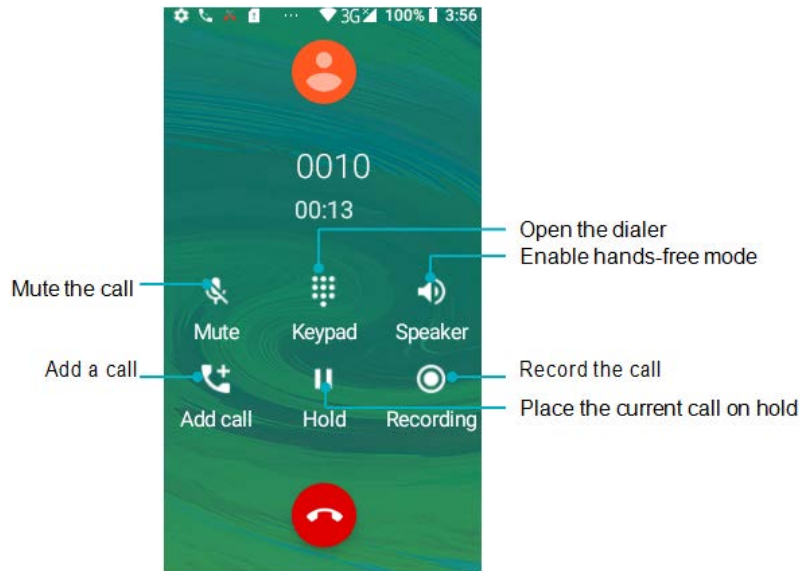 3G 100% 3:56
0010
00:13
Open the dialer
Enable hands-free mode
Mute the call
Mute Keypad Speaker
Add a call
Record the call
Place the current call on hold
Add call Hold Recording